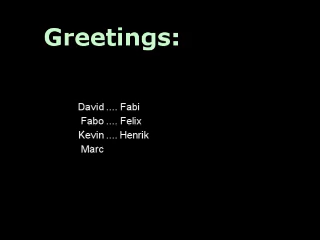 Greetings:
David .... Fabi
Fabo .... Felix
Kevin .... Henrik
Marc